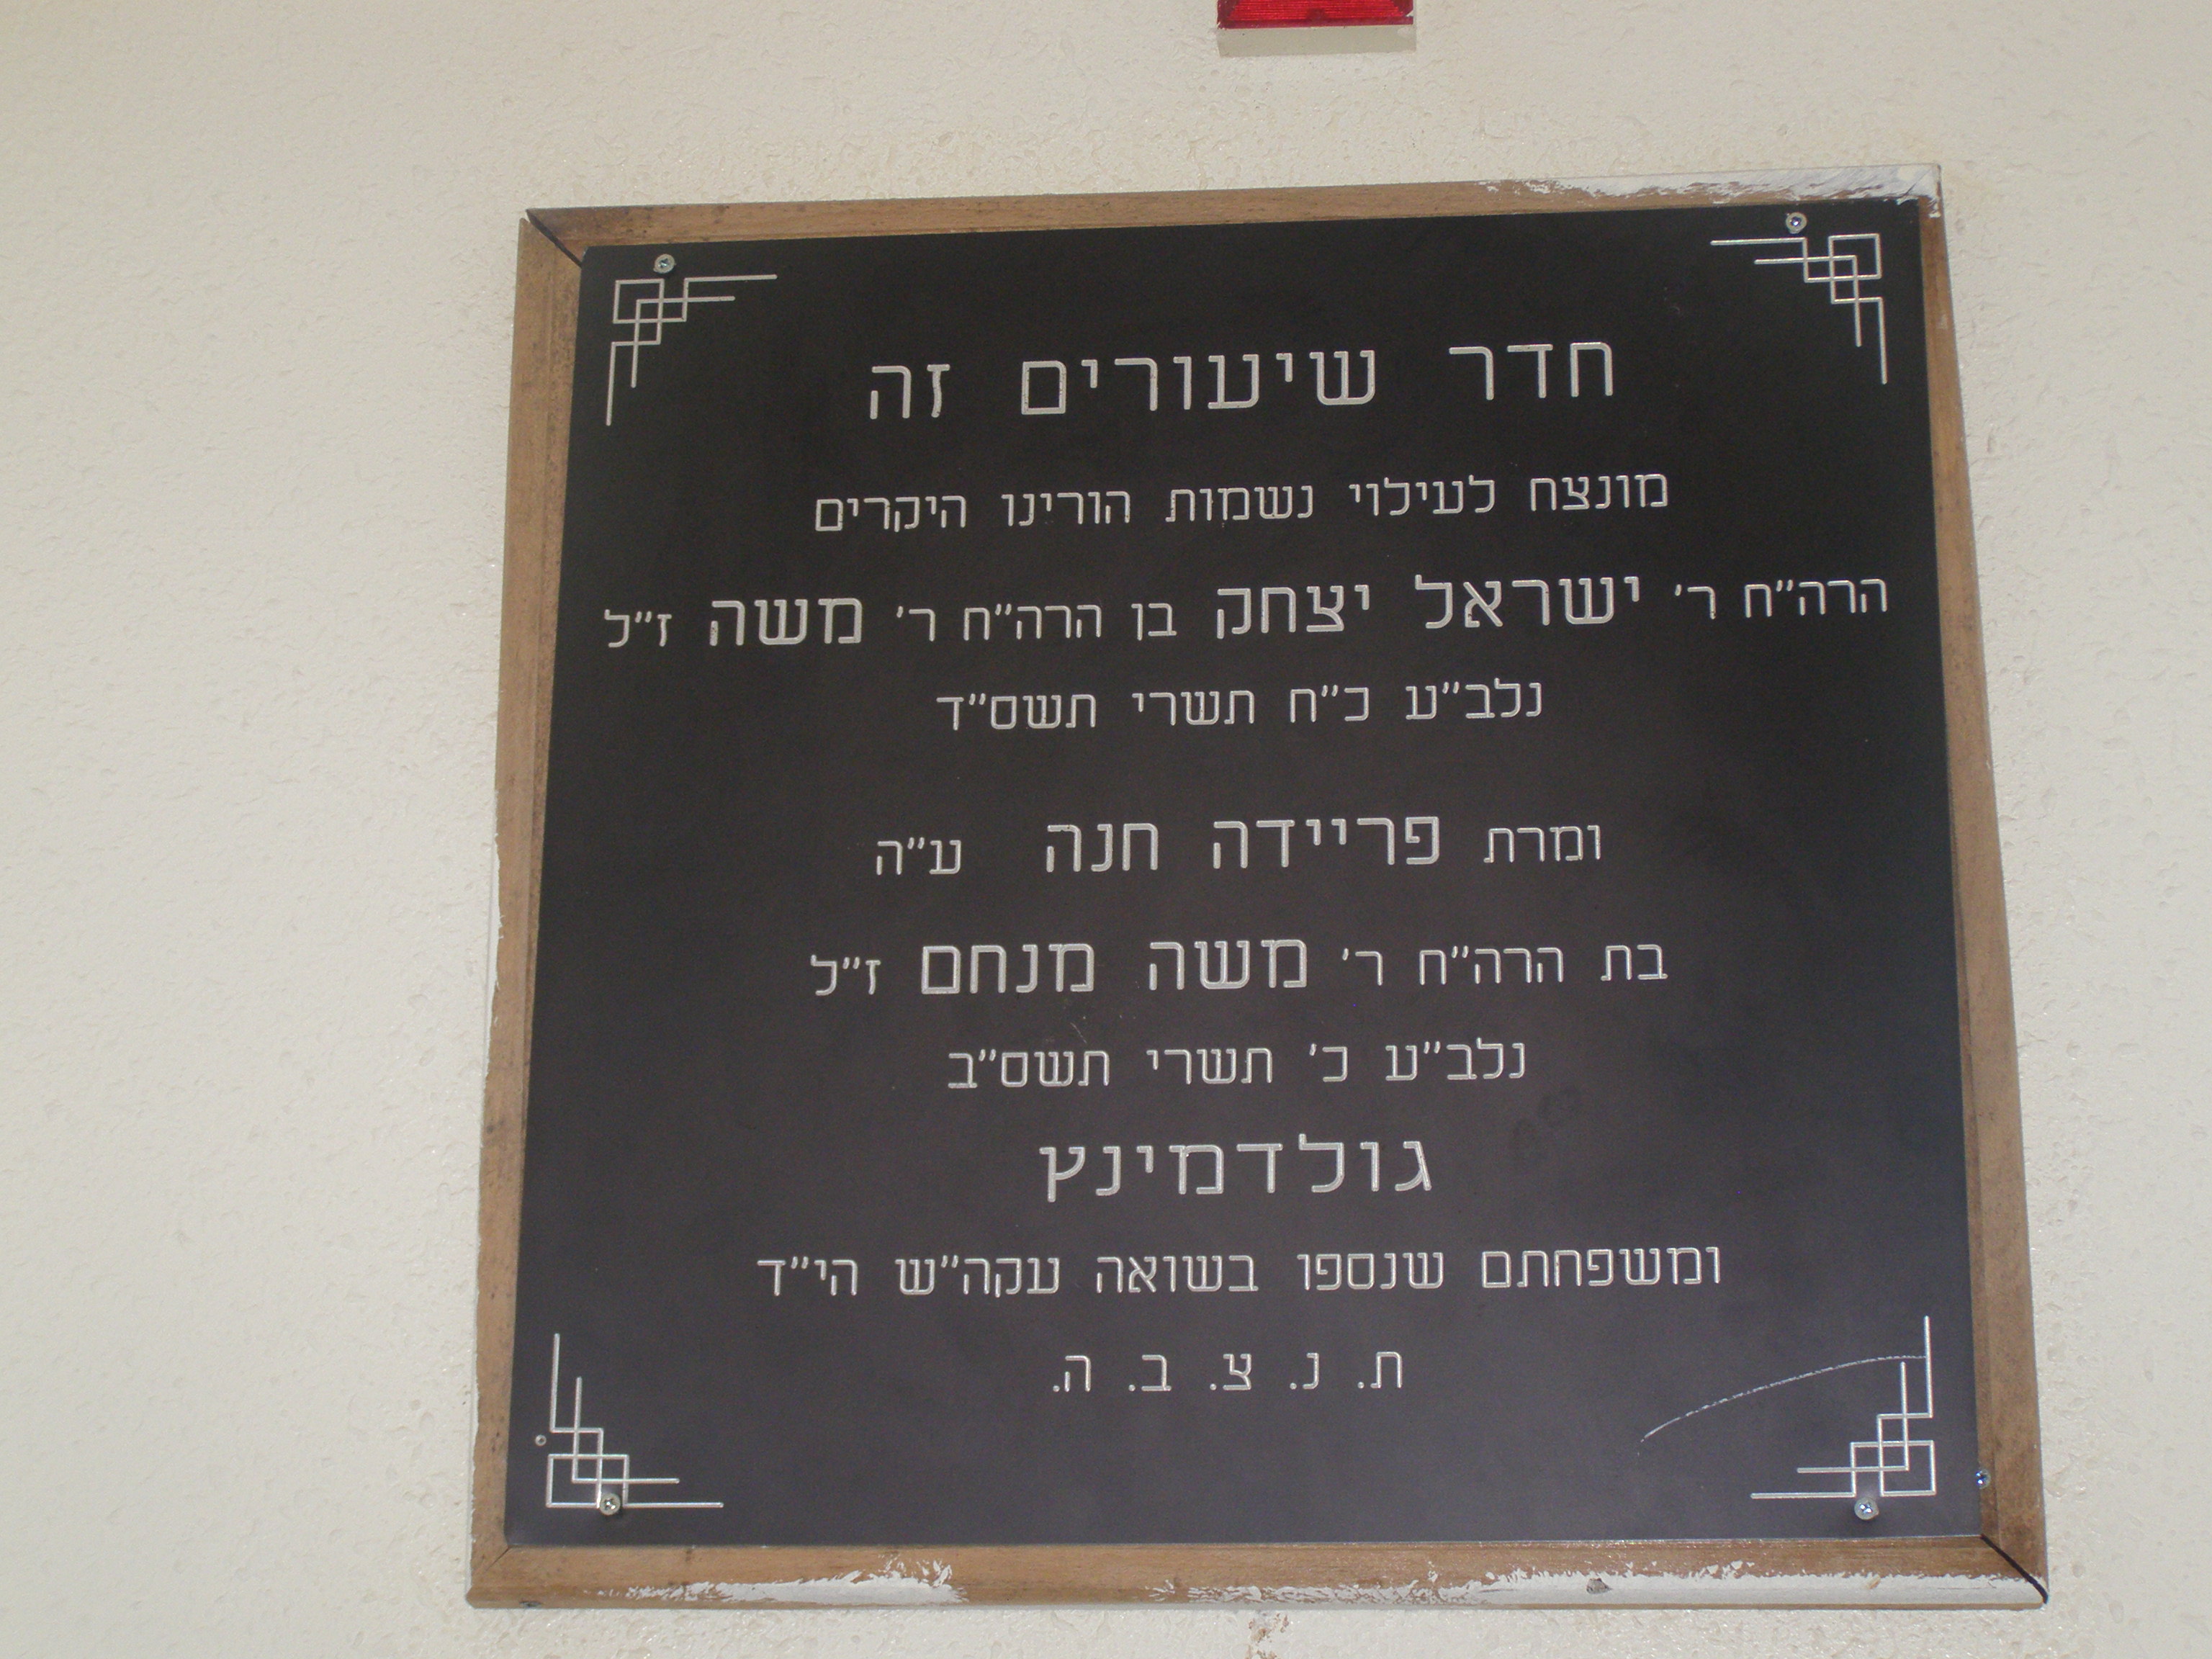 חדר שיעורים זה
מונצח לעילוי נשמות הורינו היקרים
הרה"ח ר' ישראל יצחק בן הרה"ח ר' משה ז"ל
נלב"ע כ"ח תשרי תשס"ד
ומרת פריידה חנה ע"ה
בת הרה"ח ר' משה מנחם ז"ל
נלב"ע כ' תשרי תשס"ב
גולדמינץ
ומשפחתם שנספו בשואה עקה"ש הי"ד
ת. נ. צ. ב. ה.